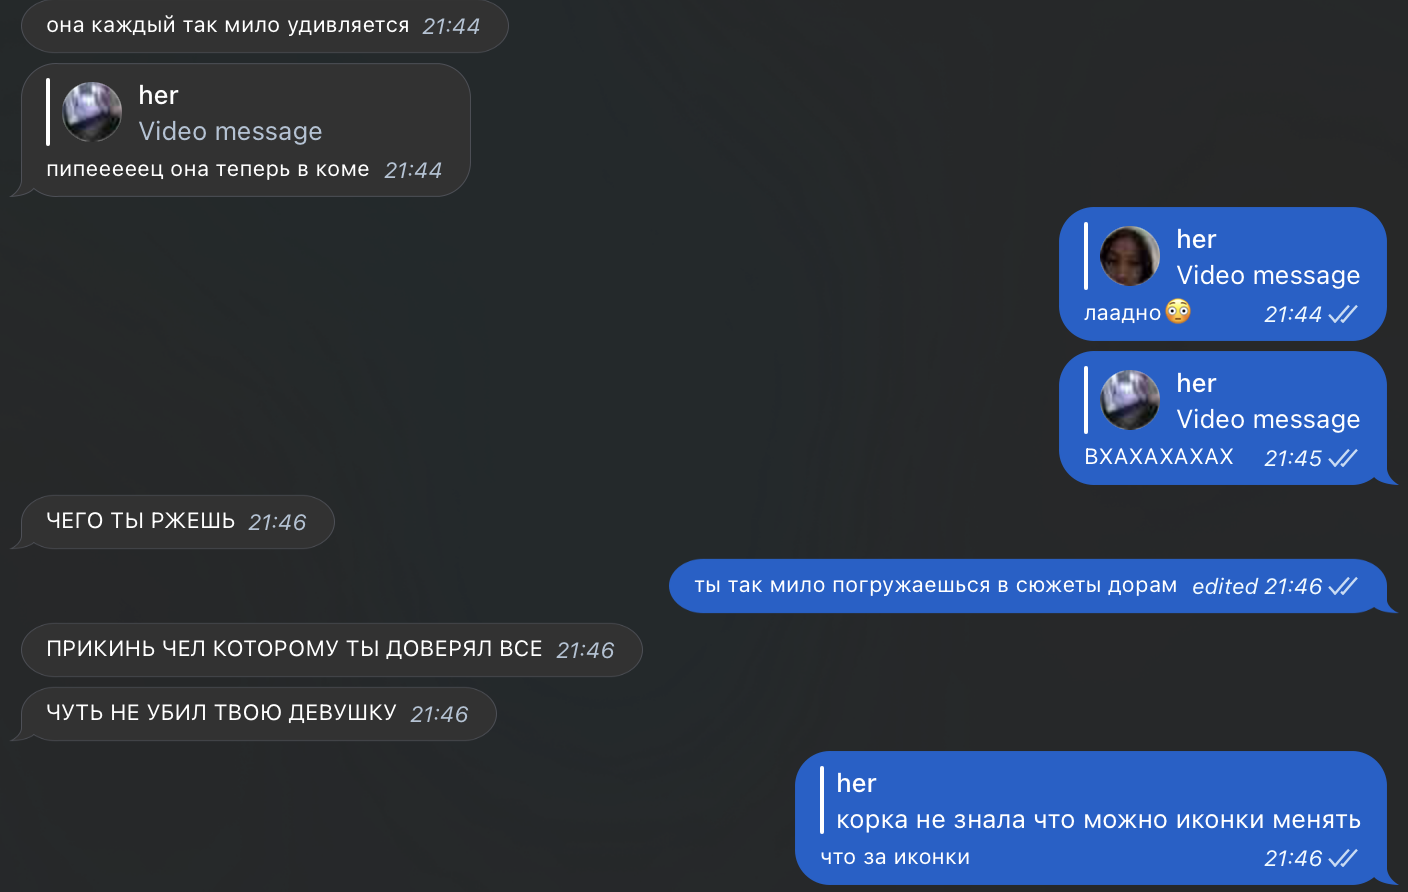 она каждый так мило удивляется 21:44
her
Video message
пипеееееец она теперь в коме 21:44
her
Video message
лаадно😳 21:44
her
Video message
ВХАХАХАХАХ 21:45
ЧЕГО ТЫ РЖЕШЬ 21:46
ты так мило погружаешься в сюжеты дорам edited 21:46
ПРИКИНЬ ЧЕЛ КОТОРОМУ ТЫ ДОВЕРЯЛ ВСЕ 21:46
ЧУТЬ НЕ УБИЛ ТВОЮ ДЕВУШКУ 21:46
her
корка не знала что можно иконки менять
что за иконки 21:46